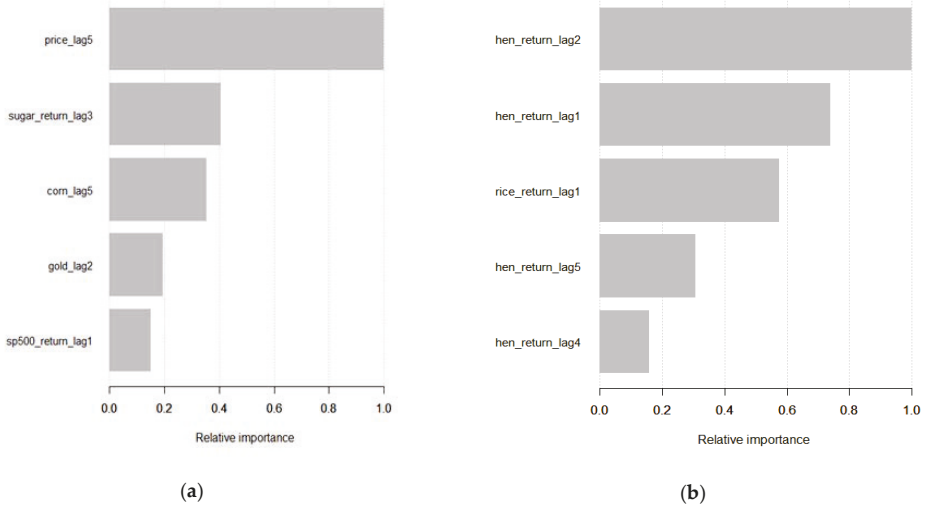 price_lag5
sugar_return_lag3
corn_lag5
gold_lag2
sp500_return_lag1
0.0 0.2 0.4 0.6 0.8 1.0
Relative importance
(a)
hen_return_lag2
hen_return_lag1
rice_return_lag1
hen_return_lag5
hen_return_lag4
0.0 0.2 0.4 0.6 0.8 1.0
Relative importance
(b)